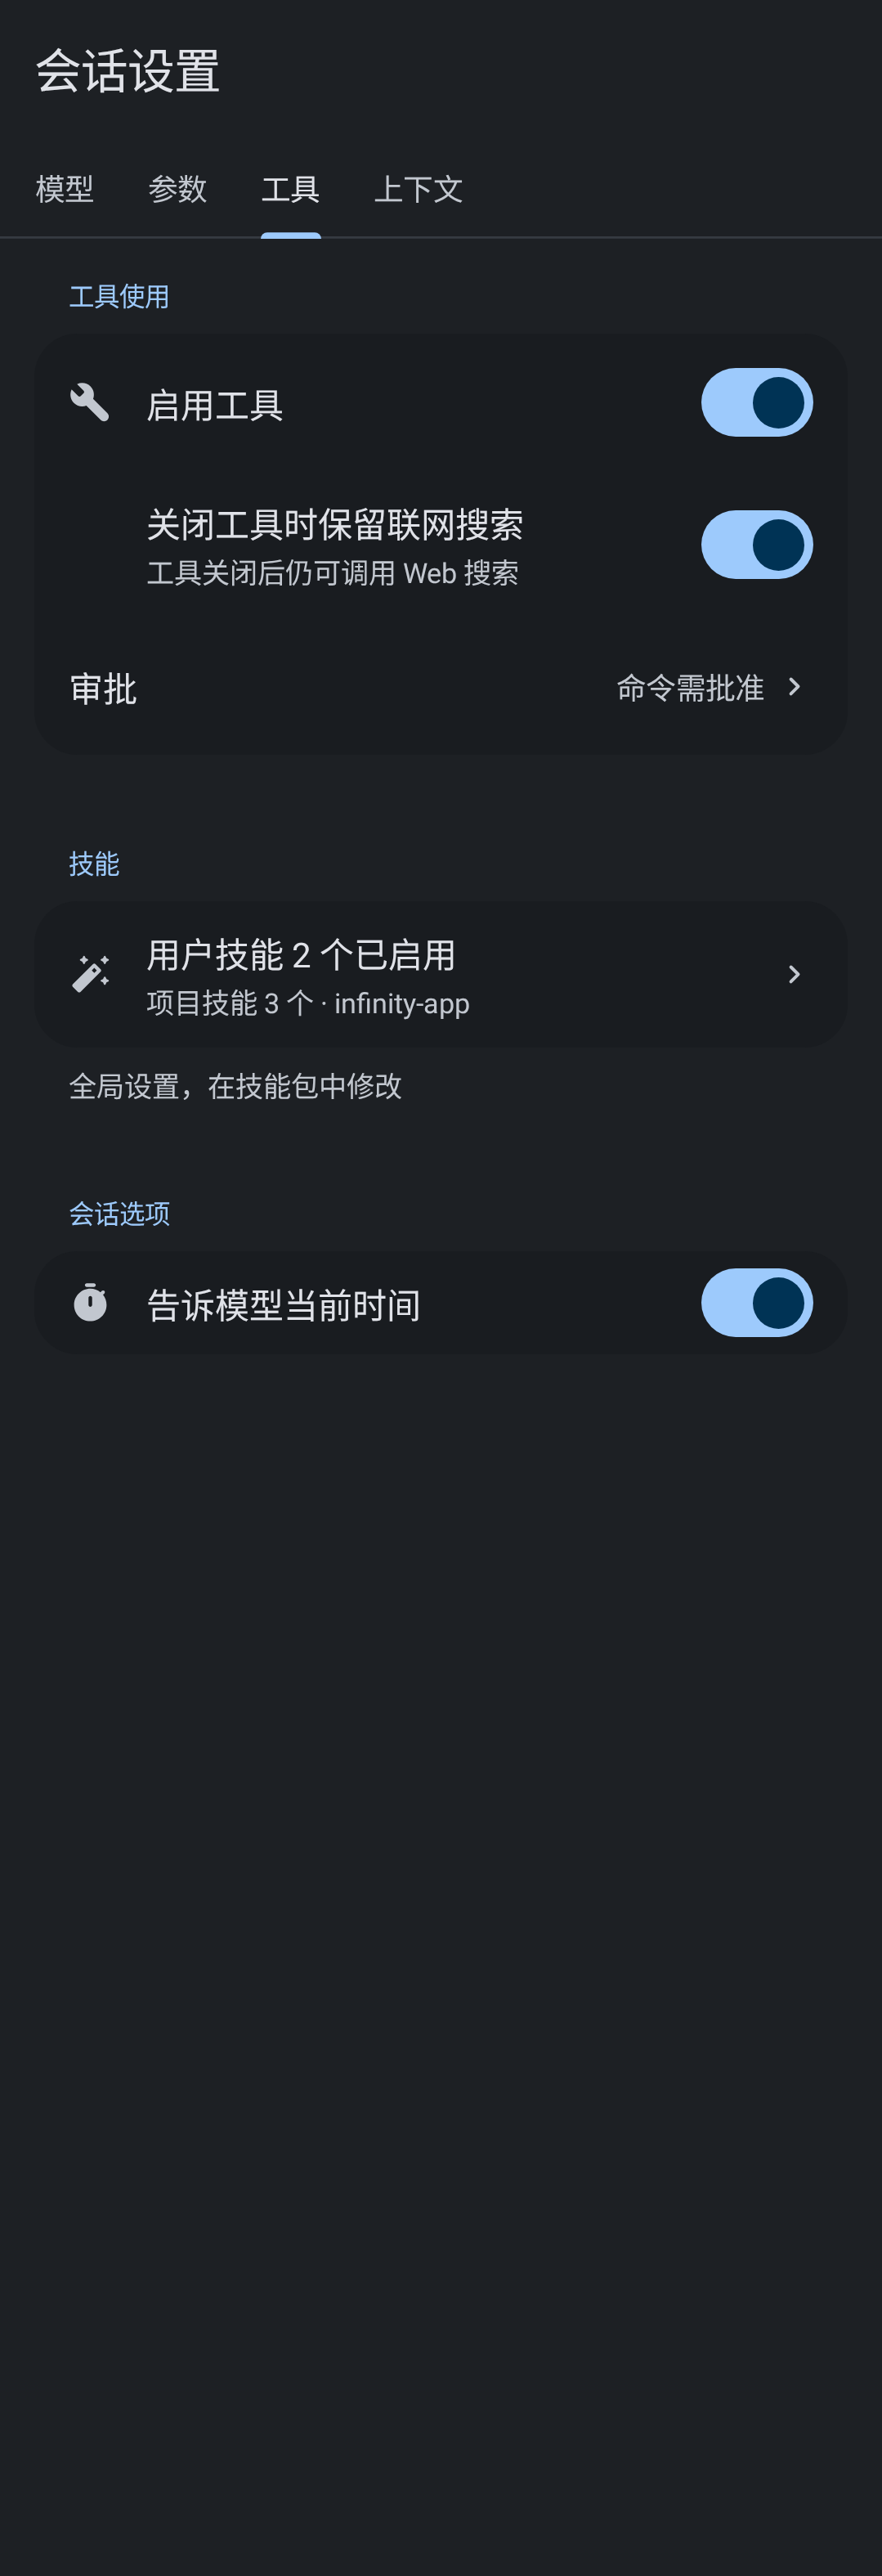 会话设置
模型 参数 工具 上下文
工具使用
启用工具
关闭工具时保留联网搜索
工具关闭后仍可调用 Web 搜索
审批 命令需批准
技能
用户技能 2 个已启用
项目技能 3 个 · infinity-app
全局设置，在技能包中修改
会话选项
告诉模型当前时间